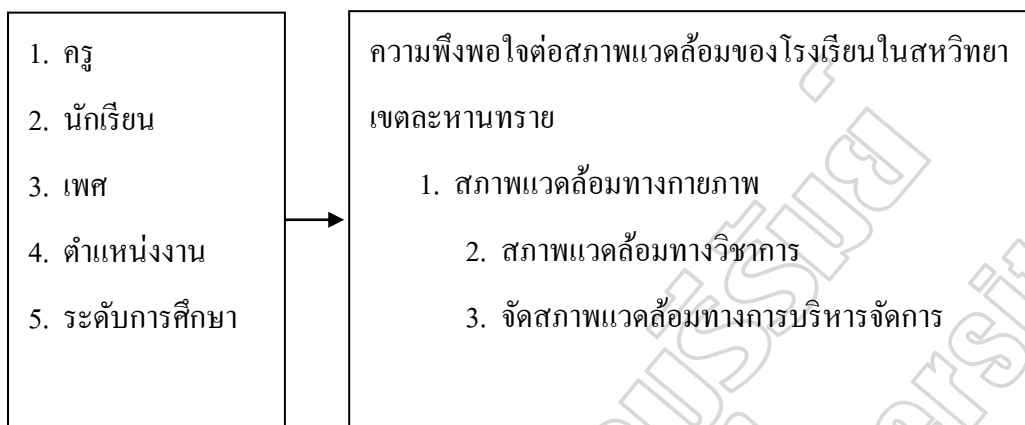 1. ครู
2. นักเรียน
3. เพศ
4. ตำแหน่งงาน
5. ระดับการศึกษา
ความพึงพอใจต่อสภาพแวดล้อมของโรงเรียนในสหวิทยา
เขตละหานทราย
1. สภาพแวดล้อมทางกายภาพ
2. สภาพแวดล้อมทางวิชาการ
3. จัดสภาพแวดล้อมทางการบริหารจัดการ